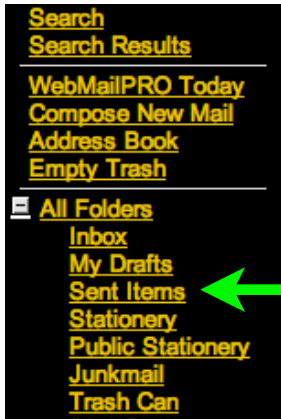 Search
Search Results
WebMailPRO Today
Compose New Mail
Address Book
Empty Trash
All Folders
Inbox
My Drafts
Sent Items
Stationery
Public Stationery
Junkmail
Trash Can